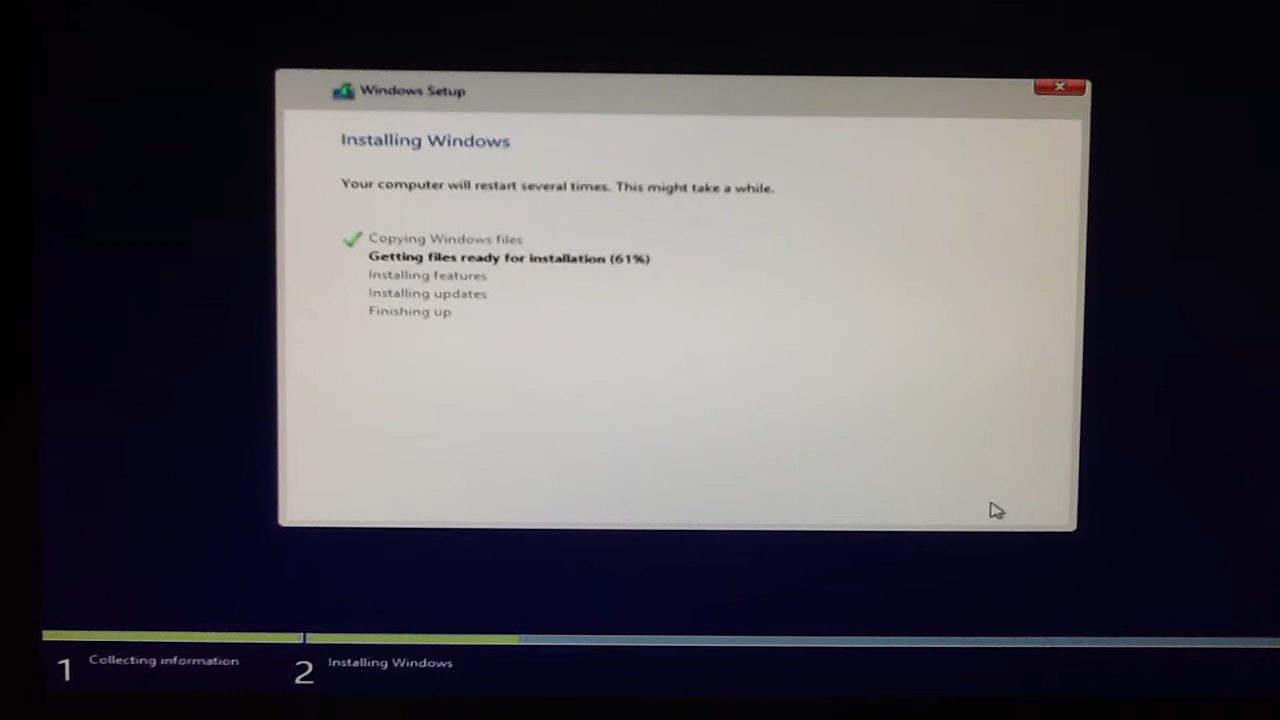 Windows Setup
Installing Windows
Your computer will restart several times. This might take a while.
Copying Windows files
Getting files ready for installation (61%)
Installing features
Installing updates
Finishing up
1 Collecting information
2 Installing Windows